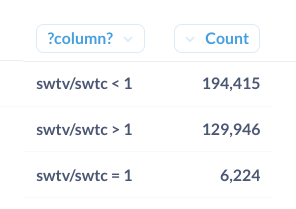 ?column? Count
swtv/swtc < 1 194,415
swtv/swtc > 1 129,946
swtv/swtc = 1 6,224